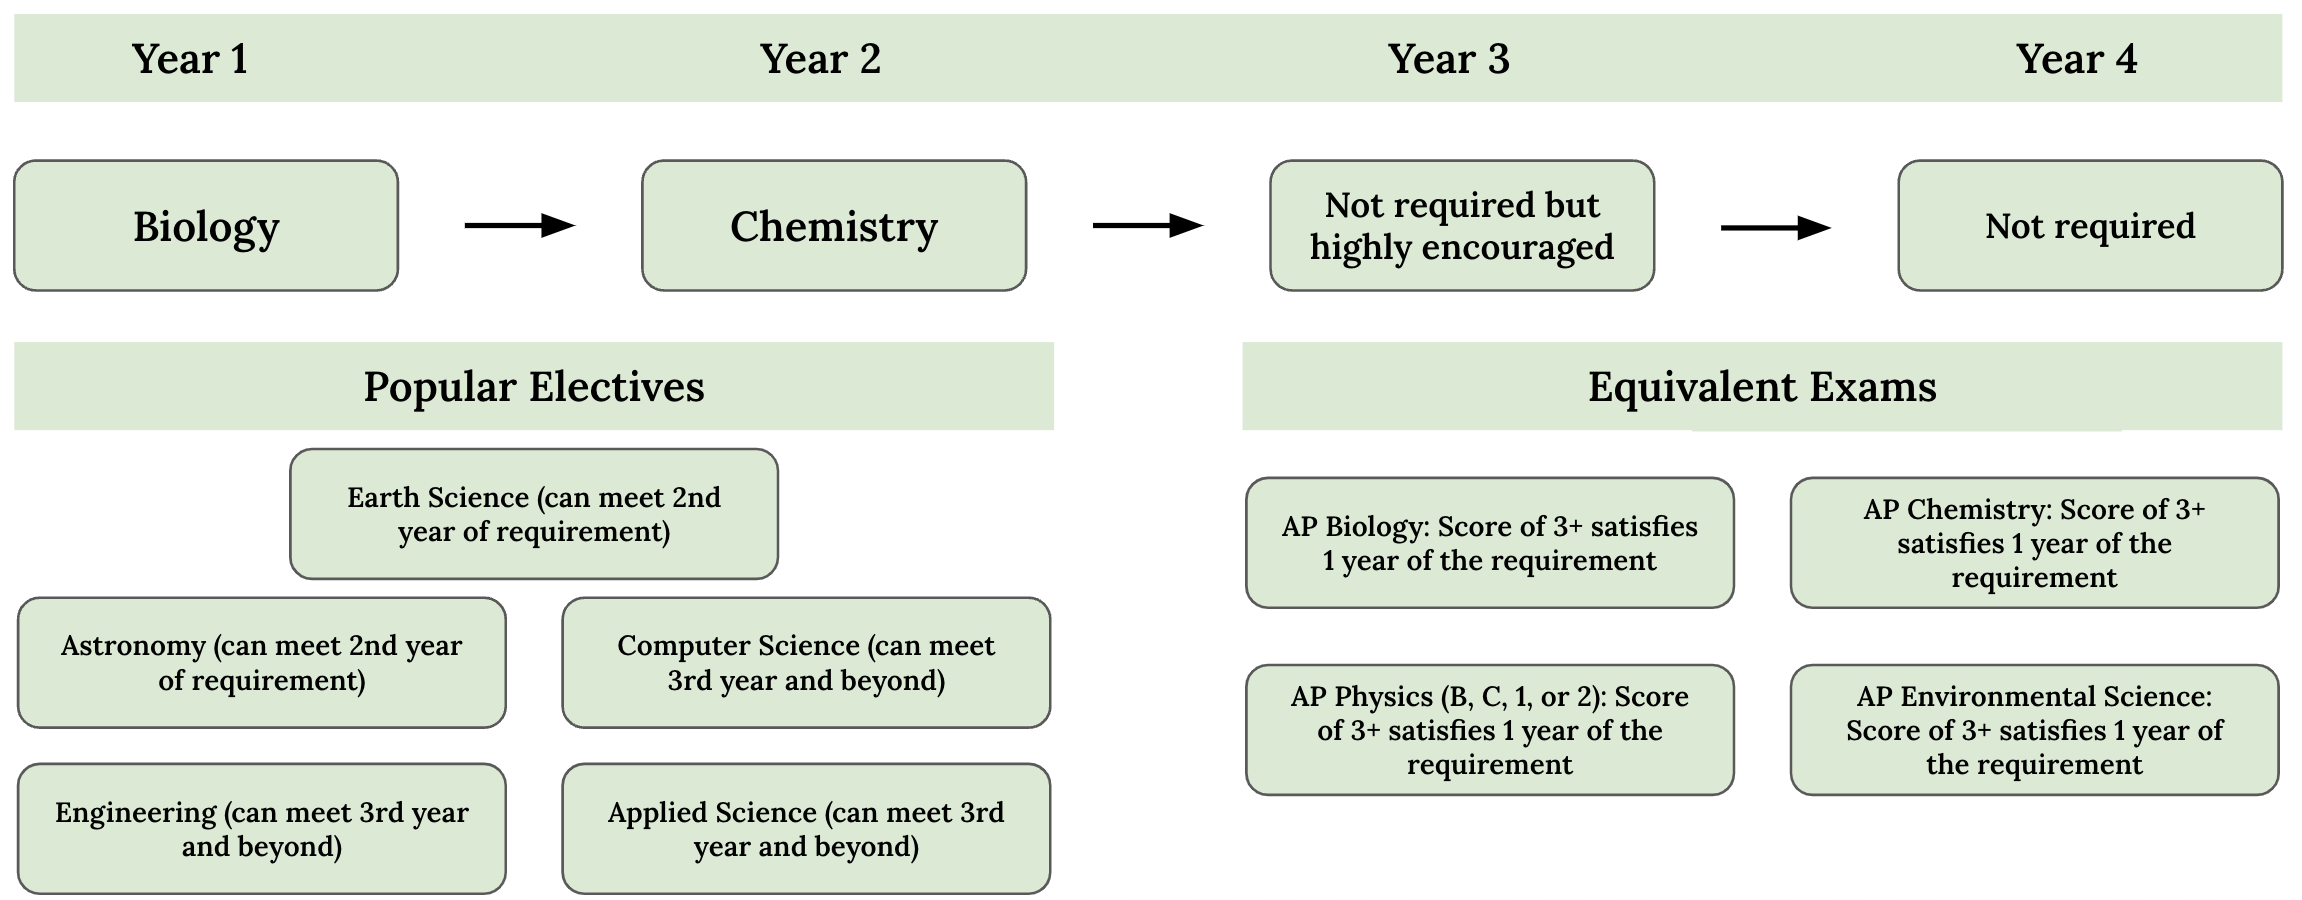 Year 1
Year 2
Year 3
Year 4
Biology
Chemistry
Not required but
highly encouraged
Not required
Popular Electives
Earth Science (can meet 2nd
year of requirement)
Astronomy (can meet 2nd year
of requirement)
Computer Science (can meet
3rd year and beyond)
Engineering (can meet 3rd year
and beyond)
Applied Science (can meet 3rd
year and beyond)
Equivalent Exams
AP Biology: Score of 3+ satisfies
1 year of the requirement
AP Chemistry: Score of 3+
satisfies 1 year of the
requirement
AP Physics (B, C, 1, or 2): Score
of 3+ satisfies 1 year of the
requirement
AP Environmental Science:
Score of 3+ satisfies 1 year of
the requirement